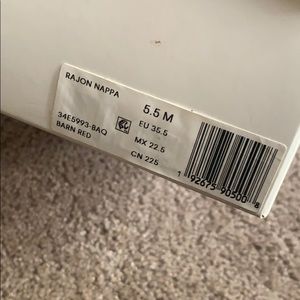 RAJON NAPPA
34E5993-BAQ
BARN RED
5.5 M
EU 35.5
MX 22.5
CN 225
1 92675 90500 8